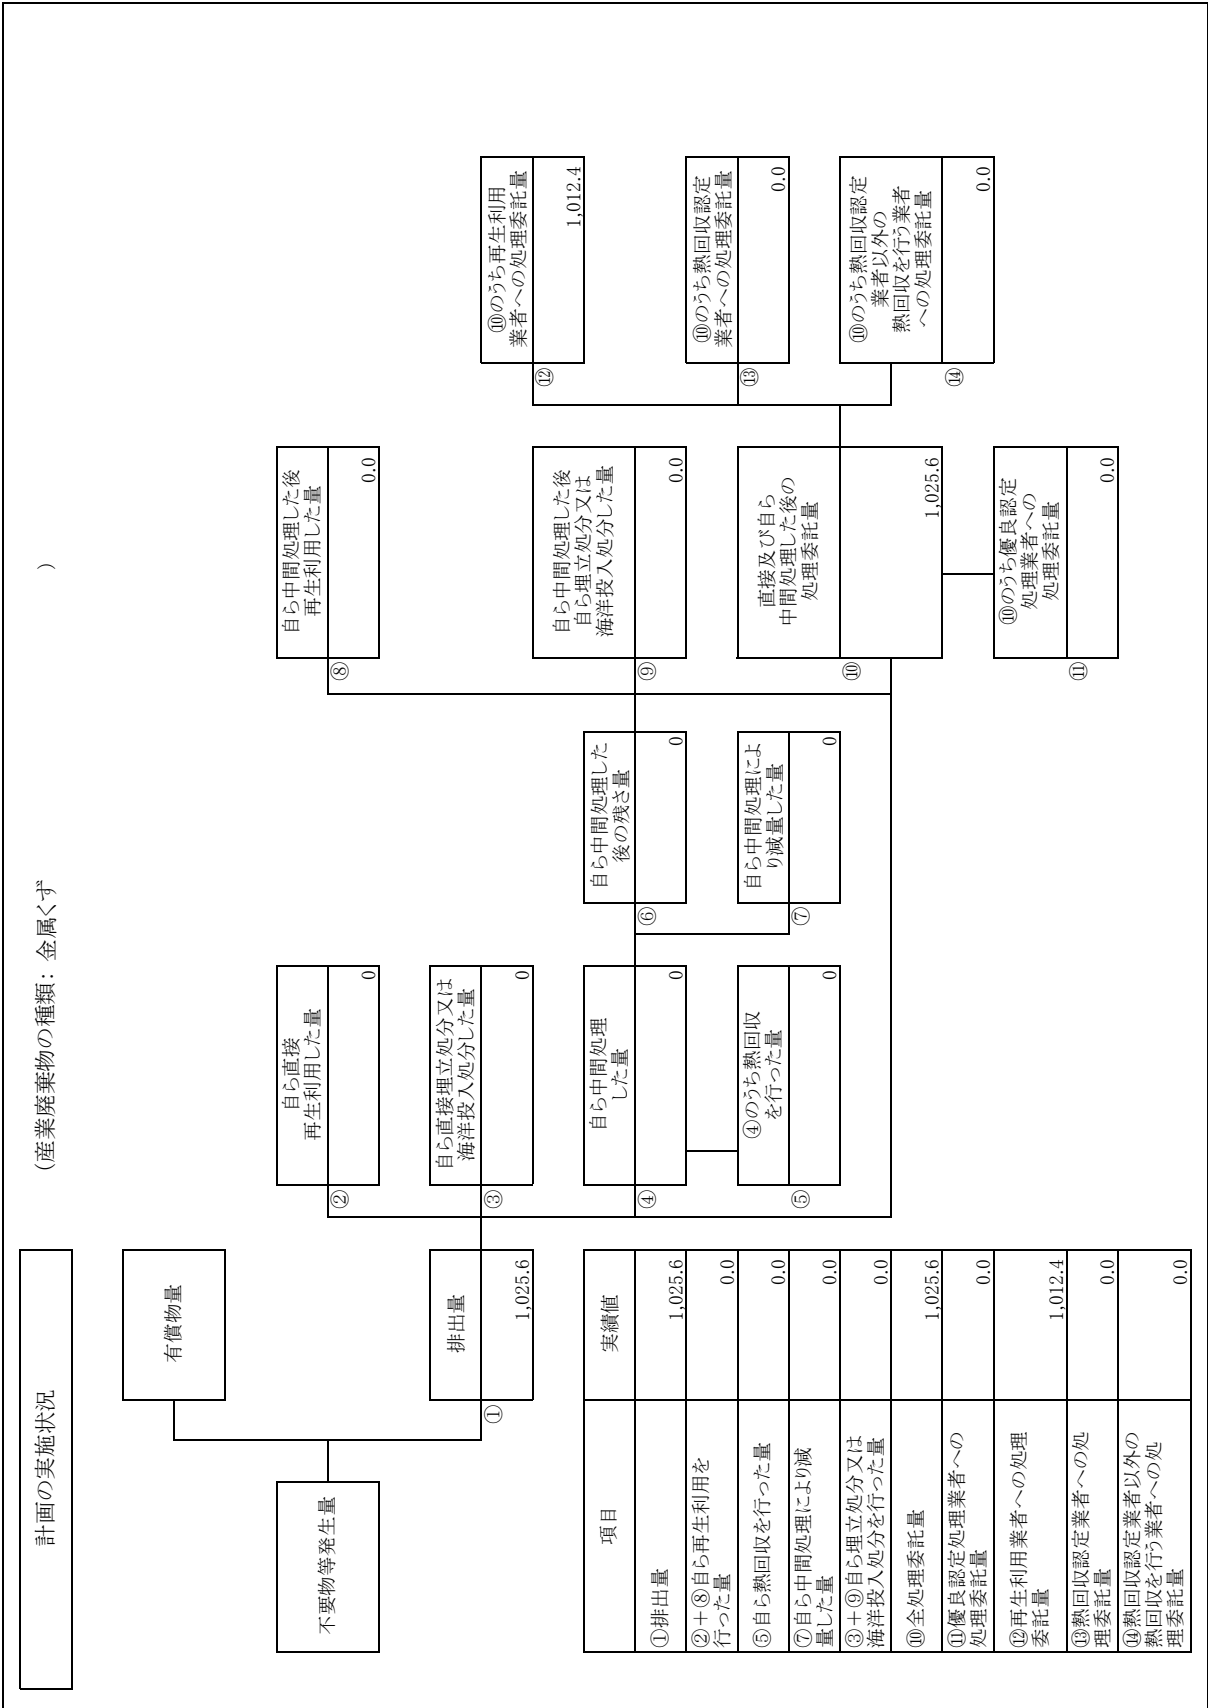 計画の実施状況
(産業廃棄物の種類：金属くず
)
不要物等発生量
有償物量
①
排出量
1,025.6
②
自ら直接
再生利用した量
0
③
自ら直接埋立処分又は
海洋投入処分した量
0
④
自ら中間処理
した量
0
⑤
④のうち熱回収
を行った量
0
⑥
自ら中間処理した
後の残さ量
0
⑦
自ら中間処理によ
り減量した量
0
⑧
自ら中間処理した後
再生利用した量
0.0
⑨
自ら中間処理した後
自ら埋立処分又は
海洋投入処分した量
0.0
⑩
直接及び自ら
中間処理した後の
処理委託量
1,025.6
⑪
⑩のうち優良認定
処理業者への
処理委託量
0.0
⑫
⑩のうち再生利用
業者への処理委託量
1,012.4
⑬
⑩のうち熱回収認定
業者への処理委託量
0.0
⑭
⑩のうち熱回収認定
業者以外の
熱回収を行う業者
への処理委託量
0.0
項目 実績値
①排出量 1,025.6
②＋⑧自ら再生利用を
行った量 0.0
⑤自ら熱回収を行った量 0.0
⑦自ら中間処理により減
量した量 0.0
③＋⑨自ら埋立処分又は
海洋投入処分を行った量 0.0
⑩全処理委託量 1,025.6
⑪優良認定処理業者への
処理委託量 0.0
⑫再生利用業者への処理
委託量 1,012.4
⑬熱回収認定業者への処
理委託量 0.0
⑭熱回収認定業者以外の
熱回収を行う業者への処
理委託量 0.0